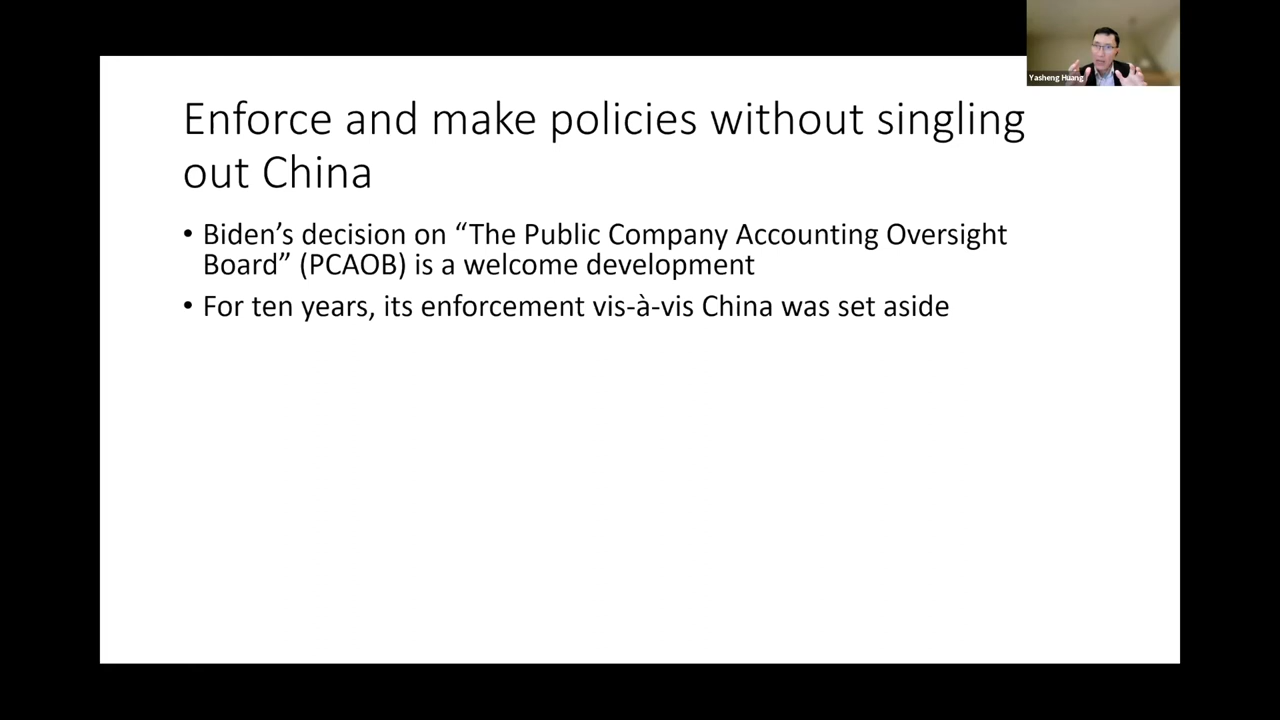 Yasheng Huang
Enforce and make policies without singling
out China
• Biden’s decision on “The Public Company Accounting Oversight
Board” (PCAOB) is a welcome development
• For ten years, its enforcement vis-à-vis China was set aside